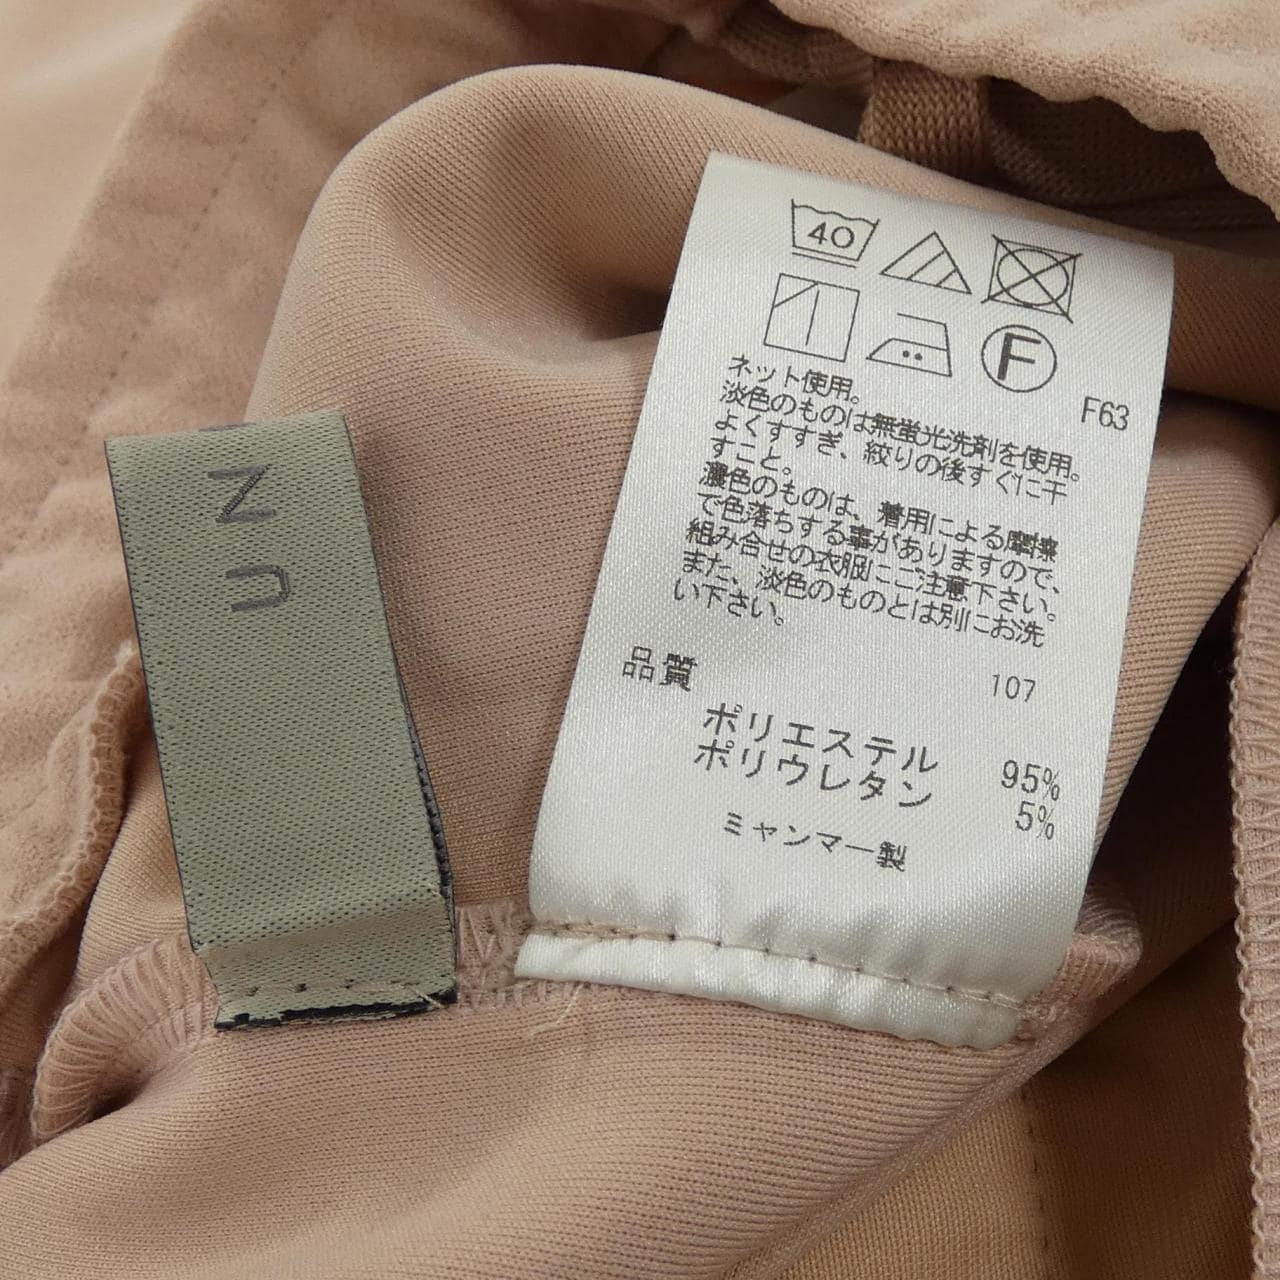 40
F
F63
ネット使用。
淡色のものは無蛍光洗剤を使用。
よくすすぎ、絞りの後すぐに干
すこと。
濃色のものは、着用による摩擦
で色落ちする事がありますので、
組み合せの衣服にご注意下さい。
また、淡色のものとは別にお洗
い下さい。
品質 107
ポリエステル 95%
ポリウレタン 5%
ミャンマー製
UN